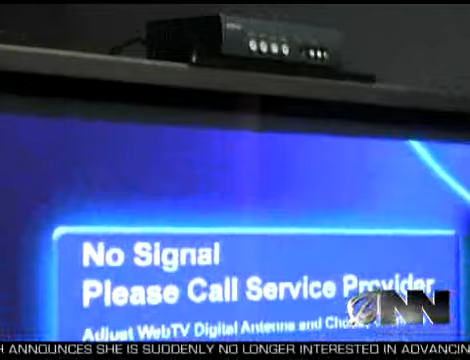 No Signal
Please Call Service Provider
Adjust WebTV Digital Antenna and
ONN
H ANNOUNCES SHE IS SUDDENLY NO LONGER INTERESTED IN ADVANCIN